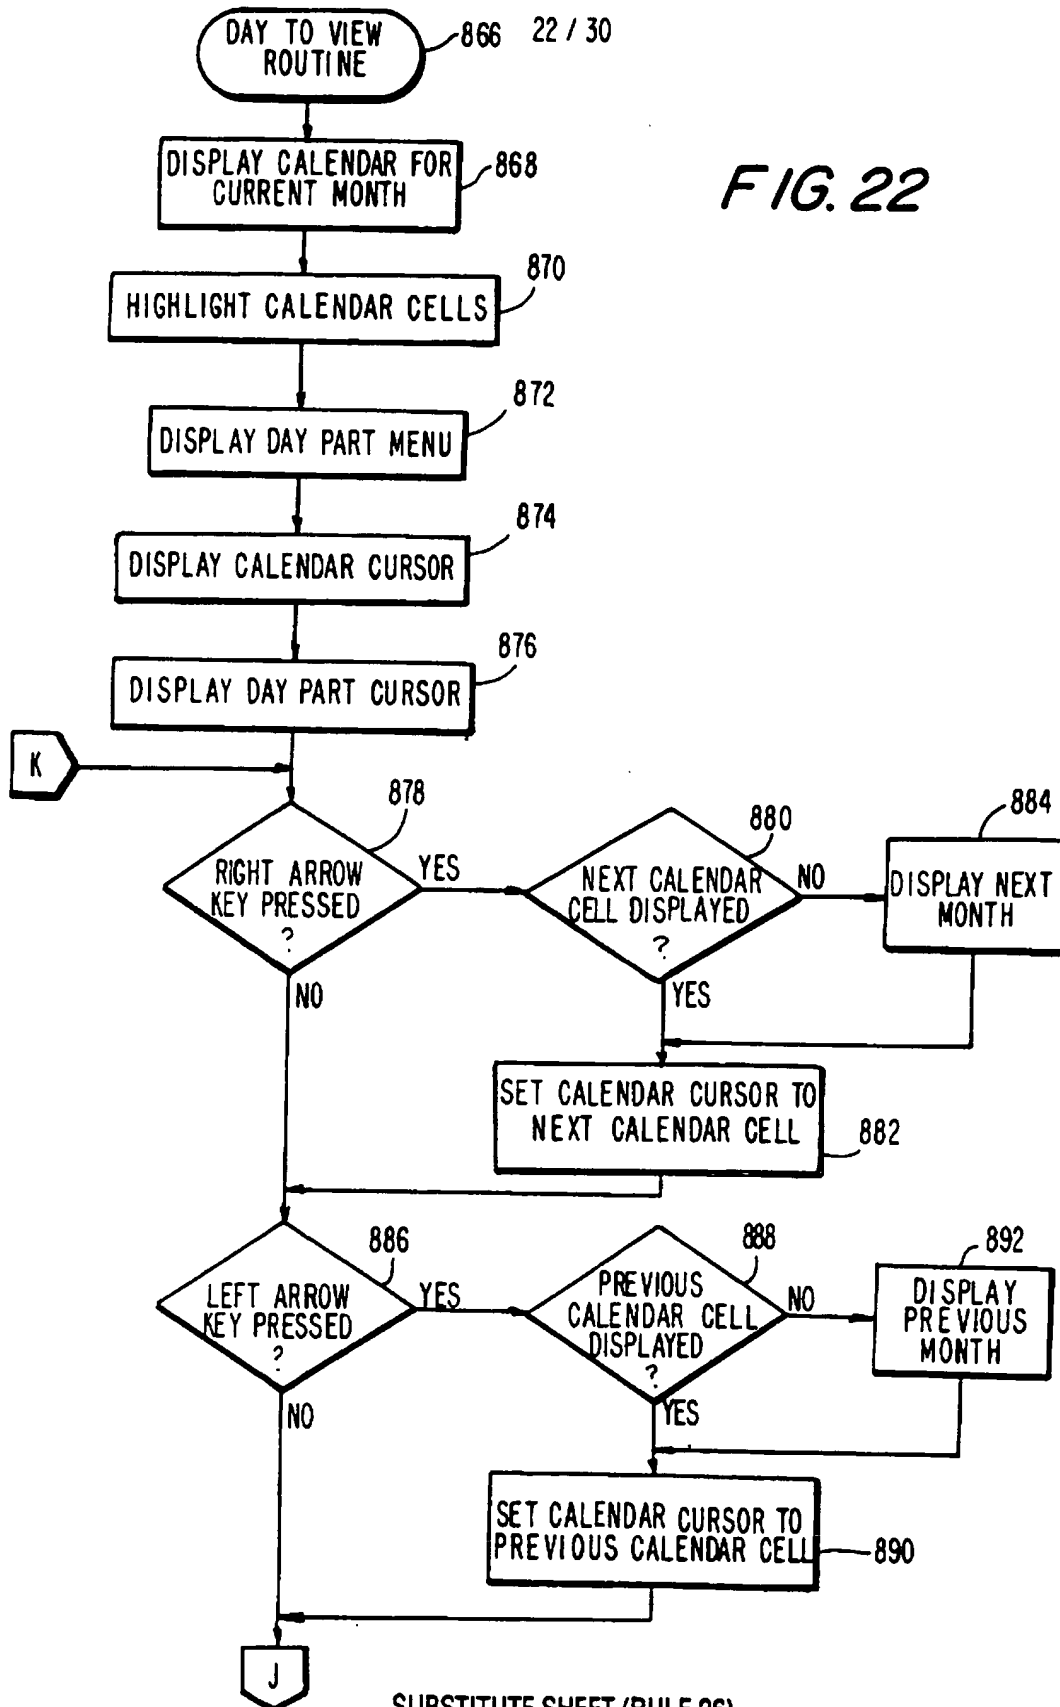 DAY TO VIEW
ROUTINE
866
22 / 30
DISPLAY CALENDAR FOR
CURRENT MONTH
868
FIG. 22
870
HIGHLIGHT CALENDAR CELLS
872
DISPLAY DAY PART MENU
874
DISPLAY CALENDAR CURSOR
876
DISPLAY DAY PART CURSOR
K
878
RIGHT ARROW
KEY PRESSED
?
YES
NO
880
NEXT CALENDAR
CELL DISPLAYED
?
NO
YES
884
DISPLAY NEXT
MONTH
SET CALENDAR CURSOR TO
NEXT CALENDAR CELL
882
886
LEFT ARROW
KEY PRESSED
?
YES
NO
888
PREVIOUS
CALENDAR CELL
DISPLAYED
?
NO
YES
892
DISPLAY
PREVIOUS
MONTH
SET CALENDAR CURSOR TO
PREVIOUS CALENDAR CELL
890
J
SUBSTITUTE SHEET (RULE 26)